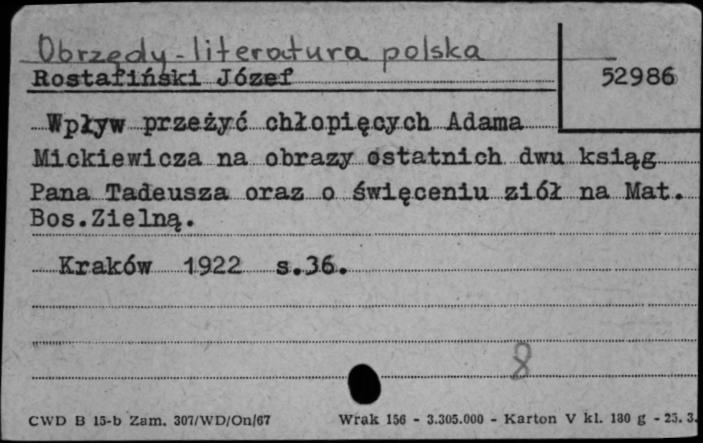 Obrzędy - literatura polska
Rostafiński Józef
52986
Wpływ przeżyć chłopięcych Adama
Mickiewicza na obrazy ostatnich dwu ksiąg
Pana Tadeusza oraz o święceniu ziół na Mat.
Bos.Zielną.
Kraków 1922 s.36.
8
CWD B 15-b Zam. 307/WD/On/67 Wrak 156 - 3.305.000 - Karton V kl. 180 g - 25. 3.